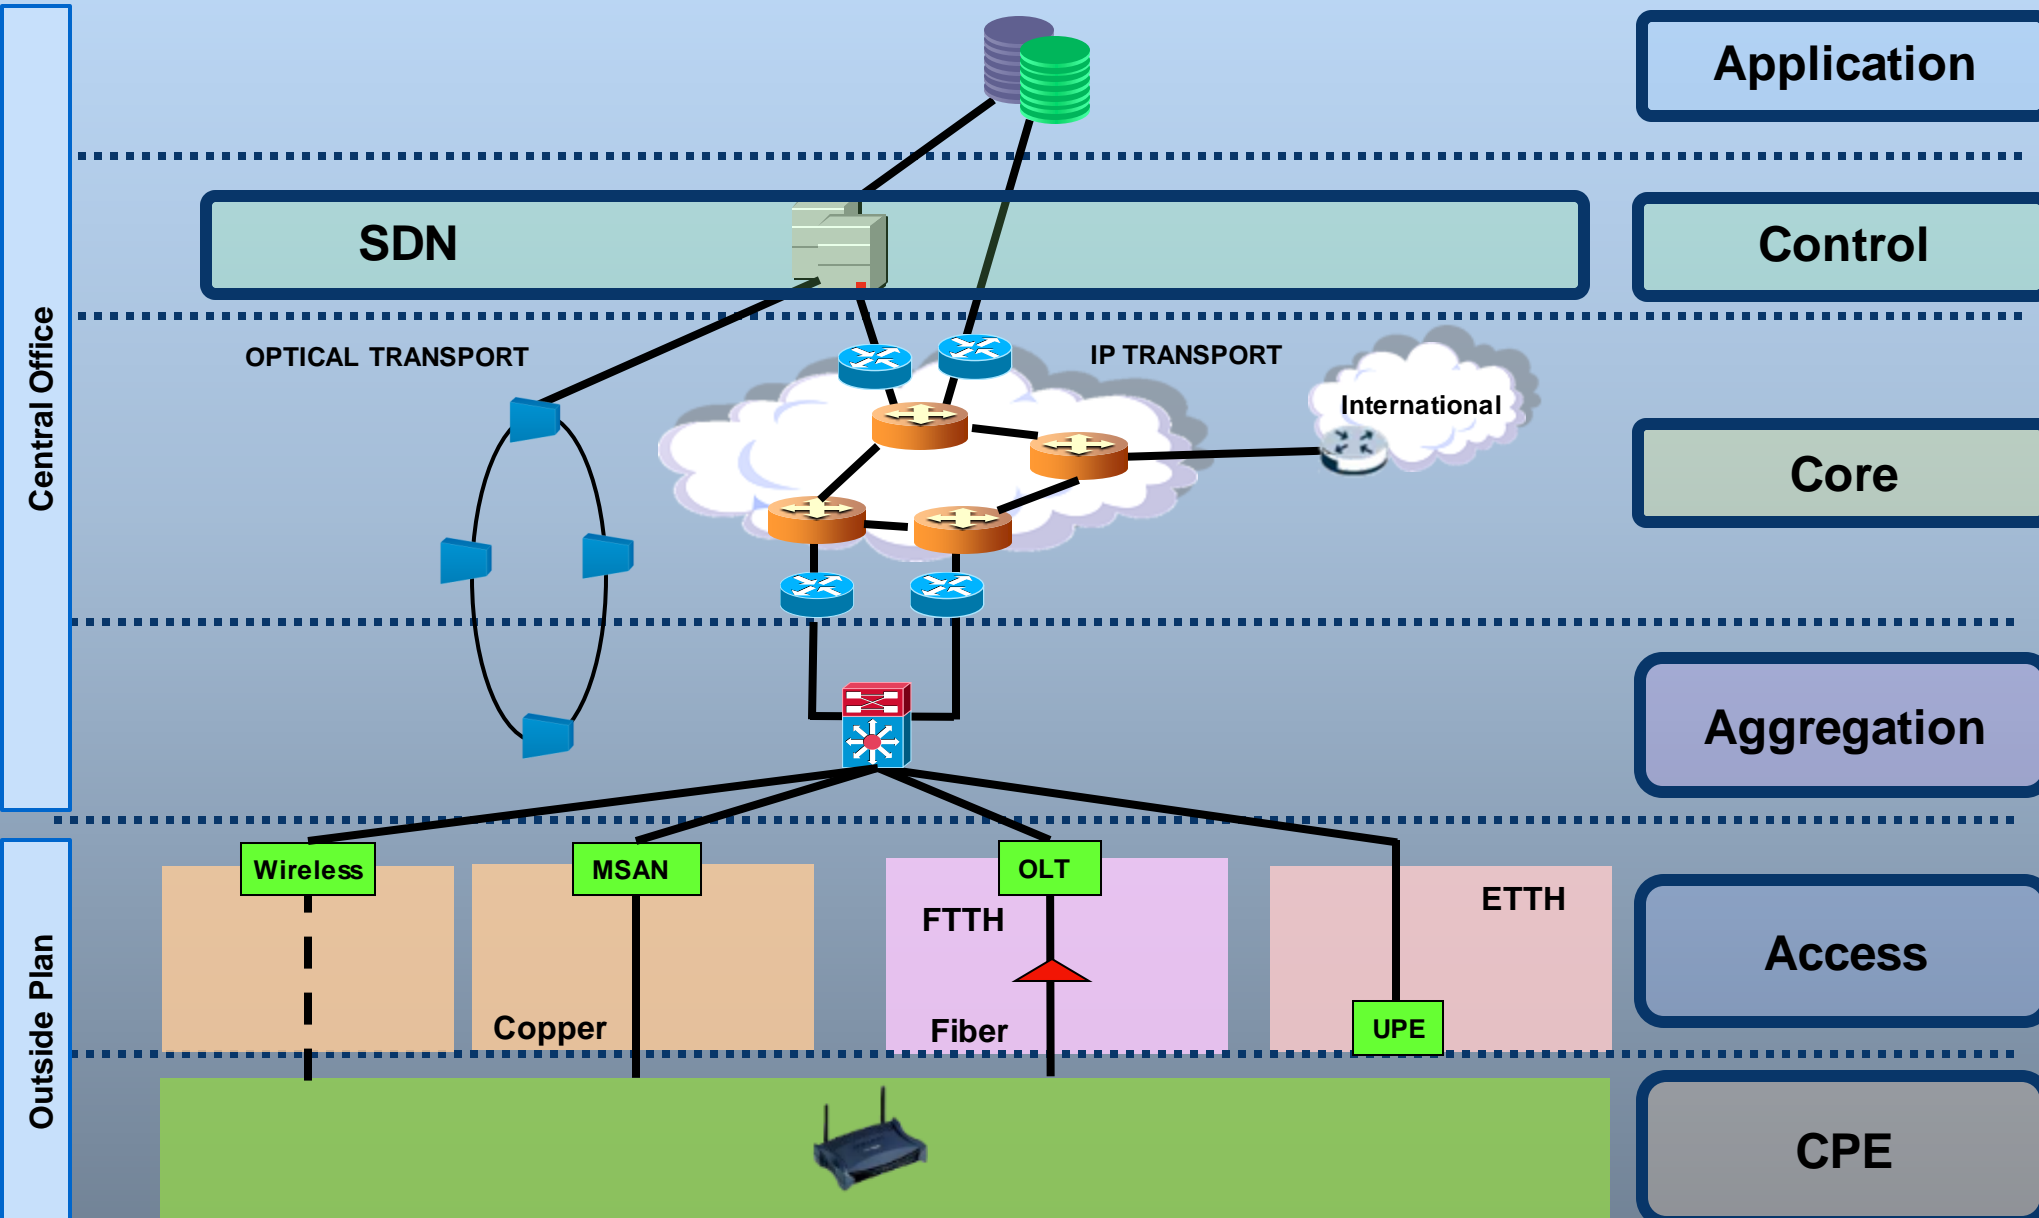 Application
SDN
Control
Central Office
OPTICAL TRANSPORT
IP TRANSPORT
International
Core
Aggregation
Wireless
MSAN
OLT
ETTH
FTTH
Access
Copper
Fiber
UPE
Outside Plan
CPE